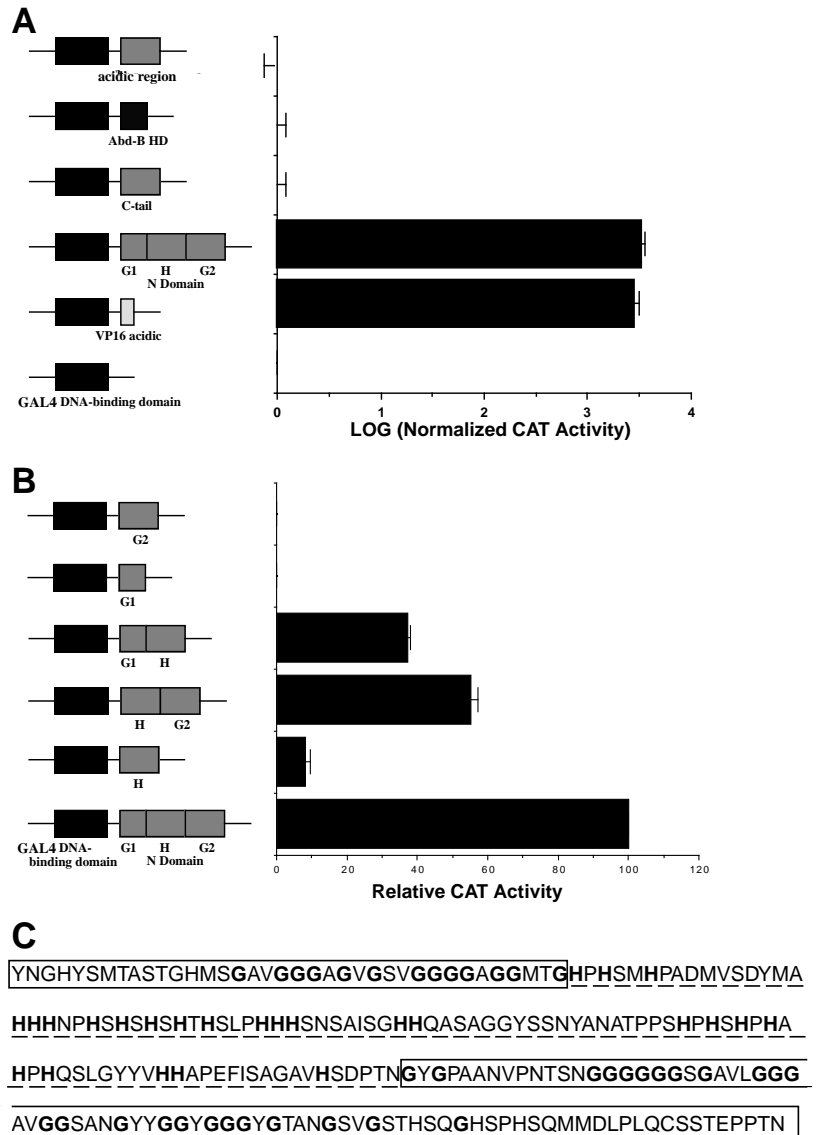 A
acidic region
Abd-B HD
C-tail
G1 H G2
N Domain
VP16 acidic
GAL4 DNA-binding domain
0 1 2 3 4
LOG (Normalized CAT Activity)
B
G2
G1
G1 H
H G2
H
GAL4 DNA-
binding domain
G1 H G2
N Domain
0 20 40 60 80 100 120
Relative CAT Activity
C
YNGHYSMTASTGHMSGAVGGGAGVGSVGGGGAGGMTGHPHSMHPADMVSDYMA
HHHNPHSHSHSHTHSLPHHHSNSAISGHHQASAGGYSSNYANATPPSHPHSHPHA
HPHQSLGYYVHHAPEFISAGAVHSDPTNGYGPAANVPNTSNGGGGGGSGAVLGGG
AVGGSANGYYGGYGGGYGTANGSVGSTHSQGHSPHSQMMDLPLQCSSTEPPTN